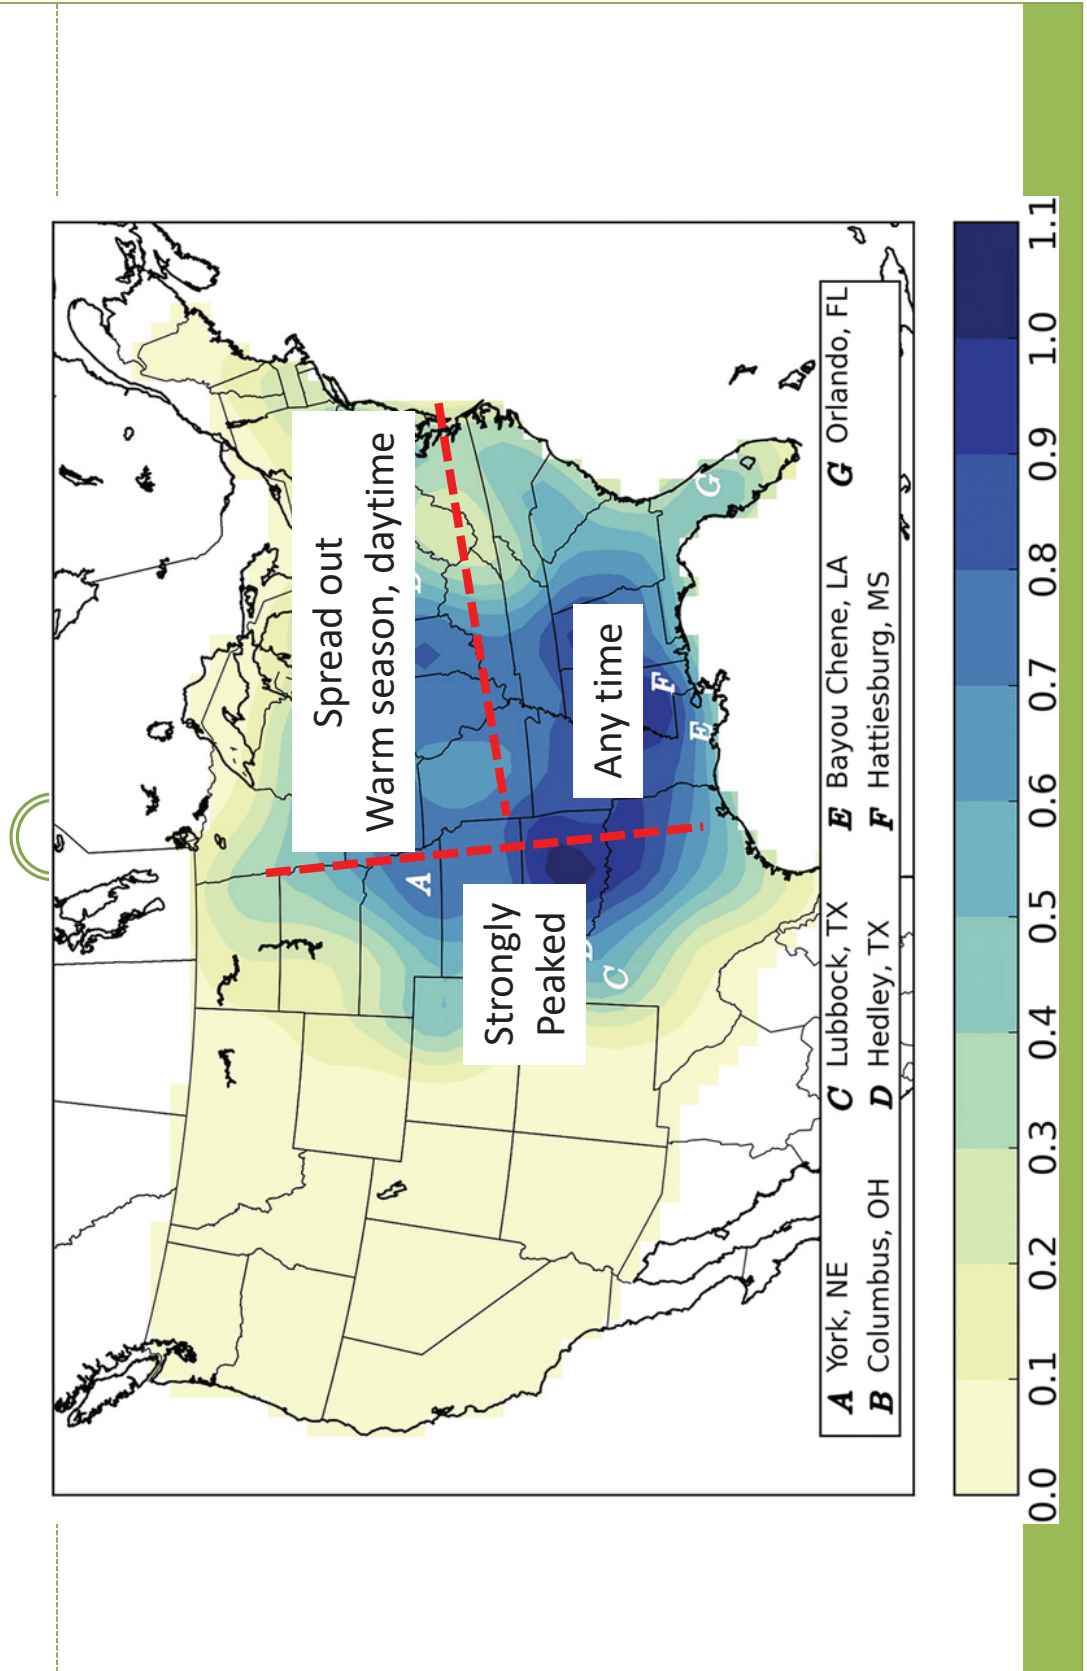 Spread out
Warm season, daytime
Strongly
Peaked
Any time
A
C
E
F
G
A York, NE
B Columbus, OH
C Lubbock, TX
D Hedley, TX
E Bayou Chene, LA
F Hattiesburg, MS
G Orlando, FL
0.0 0.1 0.2 0.3 0.4 0.5 0.6 0.7 0.8 0.9 1.0 1.1